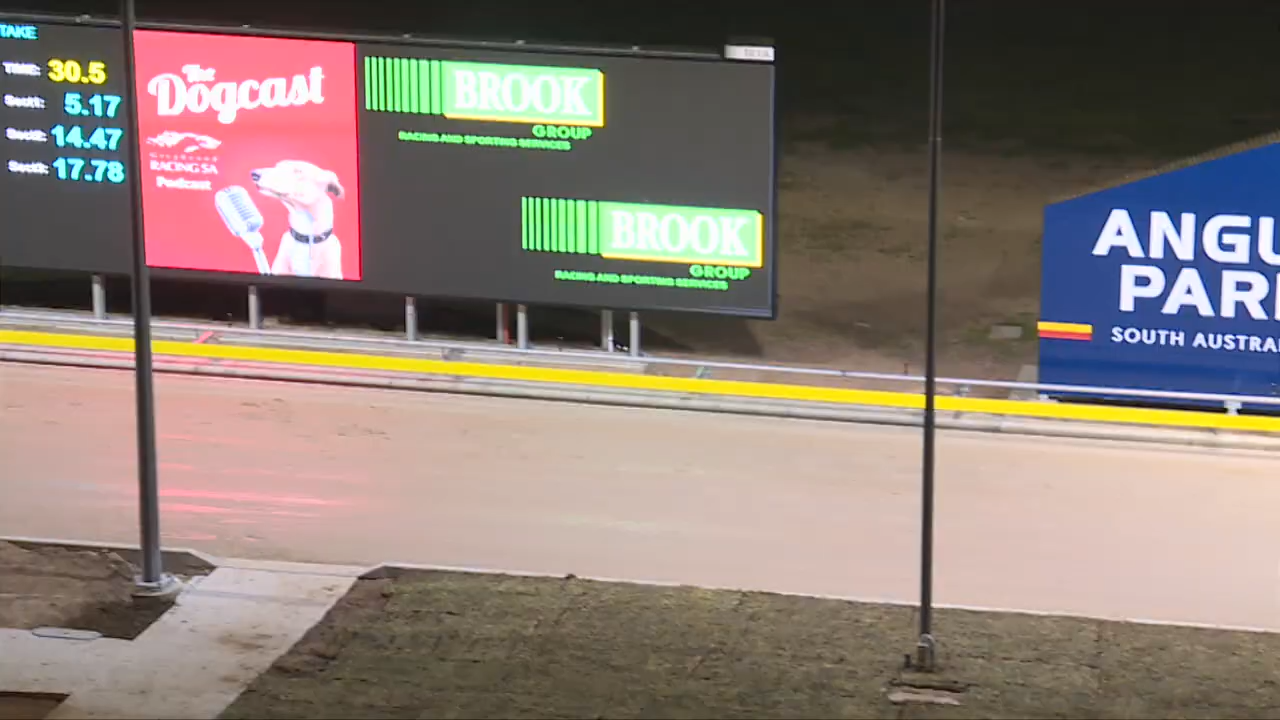 TAKE
TIME: 30.5
Sect1: 5.17
Sect2: 14.47
Sect3: 17.78
The
Dogcast
RACING SA
Podcast
BROOK
GROUP
RACING AND SPORTING SERVICES
BROOK
GROUP
RACING AND SPORTING SERVICES
ANGU
PAR
SOUTH AUSTRA